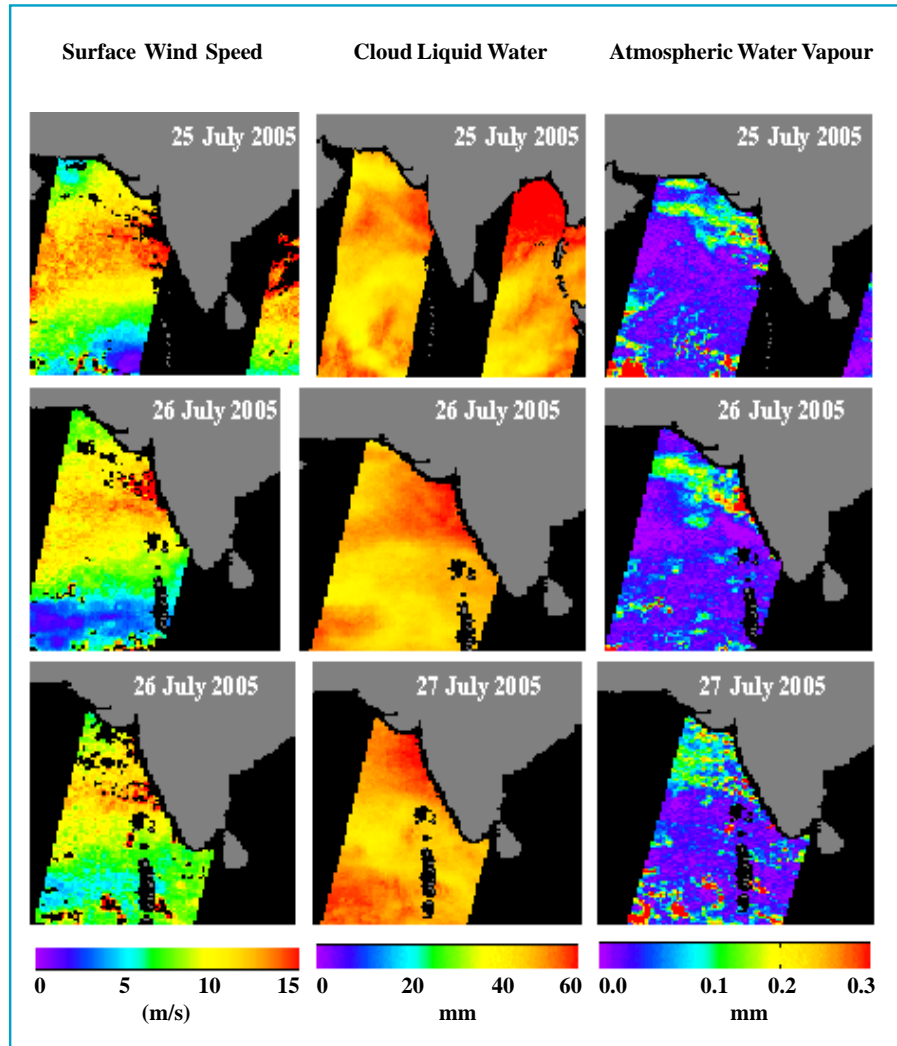 Surface Wind Speed Cloud Liquid Water Atmospheric Water Vapour
25 July 2005 25 July 2005 25 July 2005
26 July 2005 26 July 2005 26 July 2005
26 July 2005 27 July 2005 27 July 2005
0 5 10 15 0 20 40 60 0.0 0.1 0.2 0.3
(m/s) mm mm